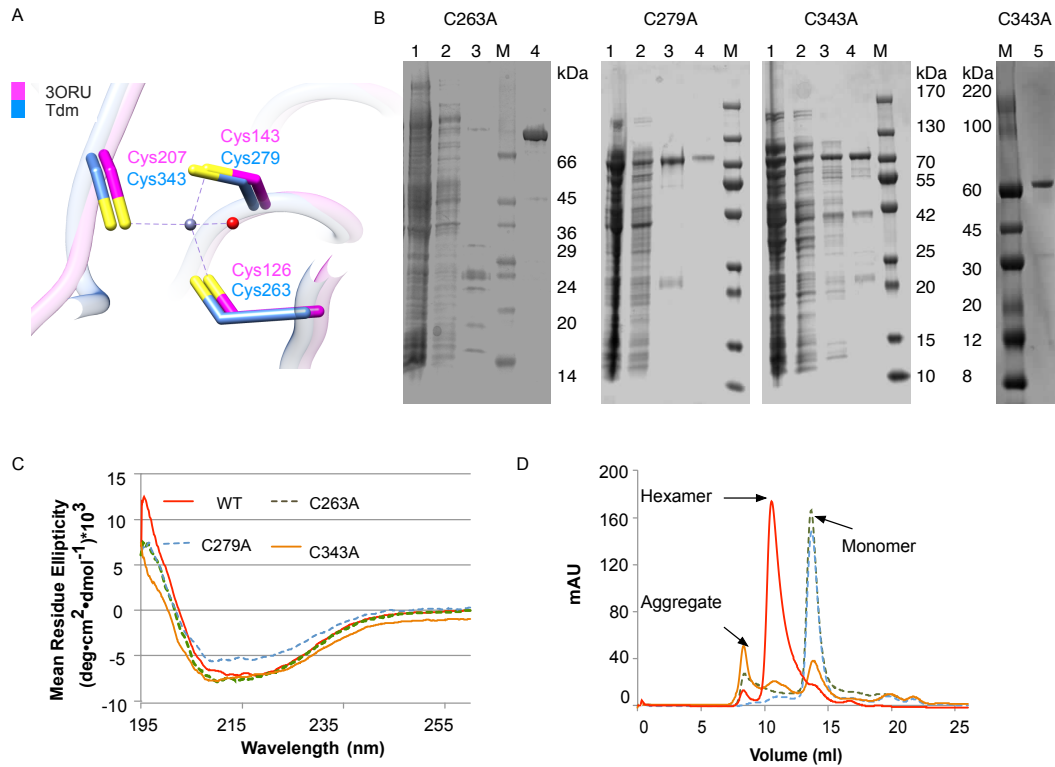 A
3ORU
Tdm
Cys143
Cys279
Cys207
Cys343
Cys126
Cys263
B
C263A
C279A
C343A
C343A
1 2 3 M 4
kDa
66
45
36
29
24
20
14
1 2 3 4 M
1 2 3 4 M
kDa
170
130
70
55
42
25
20
15
10
M 5
kDa
220
100
60
45
30
20
12
8
C
Mean Residue Ellipticity
(deg•cm2•dmol-1)*10^3
15
10
5
0
-5
-10
WT
C263A
C279A
C343A
195 215 235 255
Wavelength (nm)
D
mAU
200
160
120
80
40
0
Hexamer
Monomer
Aggregate
0 5 10 15 20 25
Volume (ml)